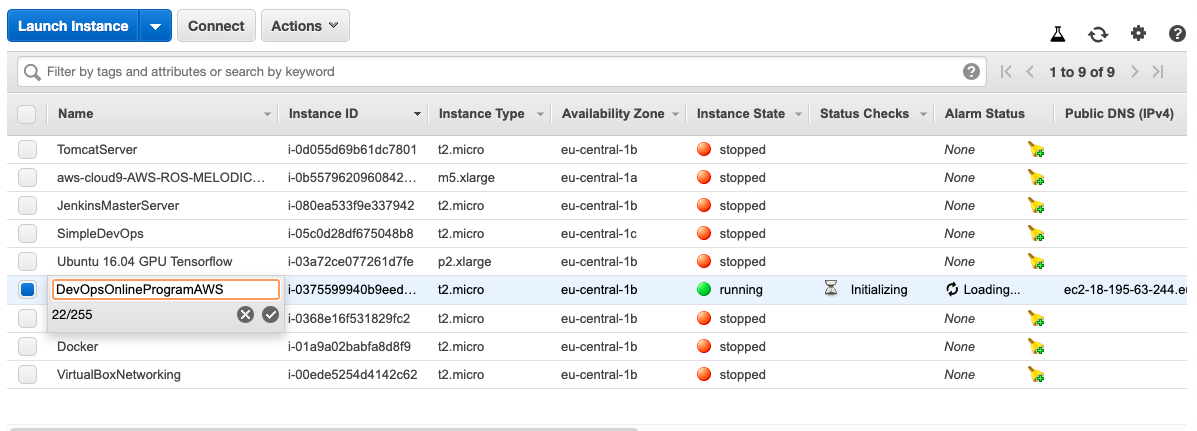 Launch Instance Connect Actions
Filter by tags and attributes or search by keyword ? 1 to 9 of 9 ?
Name Instance ID Instance Type Availability Zone Instance State Status Checks Alarm Status Public DNS (IPv4)
TomcatServer i-0d055d69b61dc7801 t2.micro eu-central-1b stopped None
aws-cloud9-AWS-ROS-MELODIC... i-0b5579620960842... m5.xlarge eu-central-1a stopped None
JenkinsMasterServer i-080ea533f9e337942 t2.micro eu-central-1b stopped None
SimpleDevOps i-05c0d28df675048b8 t2.micro eu-central-1c stopped None
Ubuntu 16.04 GPU Tensorflow i-03a72ce077261d7fe p2.xlarge eu-central-1b stopped None
DevOpsOnlineProgramAWS i-0375599940b9eed... t2.micro eu-central-1b running Initializing Loading... ec2-18-195-63-244.eu
22/255 i-0368e16f531829fc2 t2.micro eu-central-1b stopped None
Docker i-01a9a02babfa8d8f9 t2.micro eu-central-1b stopped None
VirtualBoxNetworking i-00ede5254d4142c62 t2.micro eu-central-1b stopped None